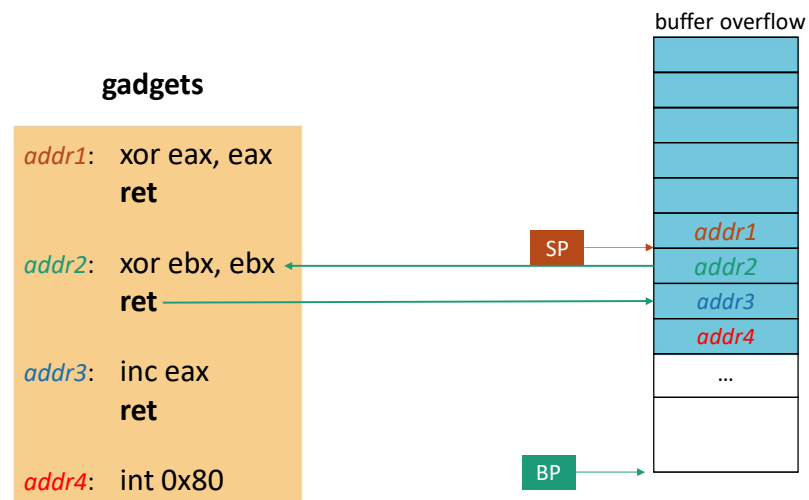 buffer overflow
gadgets
addr1: xor eax, eax
ret
addr2: xor ebx, ebx
ret
addr3: inc eax
ret
addr4: int 0x80
SP
addr1
addr2
addr3
addr4
...
BP